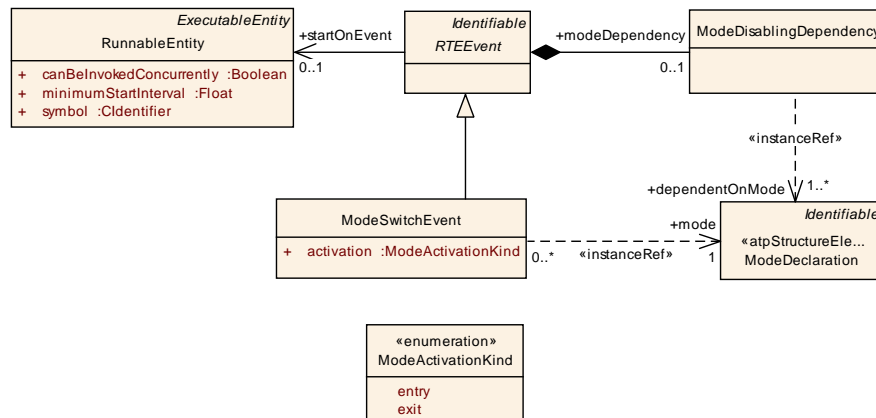 ExecutableEntity
RunnableEntity
+ canBeInvokedConcurrently :Boolean
+ minimumStartInterval :Float
+ symbol :CIdentifier
+startOnEvent
0..1
Identifiable
RTEEvent
+modeDependency
0..1
ModeDisablingDependency
«instanceRef»
+dependentOnMode
1..*
ModeSwitchEvent
+ activation :ModeActivationKind
0..*
«instanceRef»
+mode
1
Identifiable
«atpStructureEle...
ModeDeclaration
«enumeration»
ModeActivationKind
entry
exit